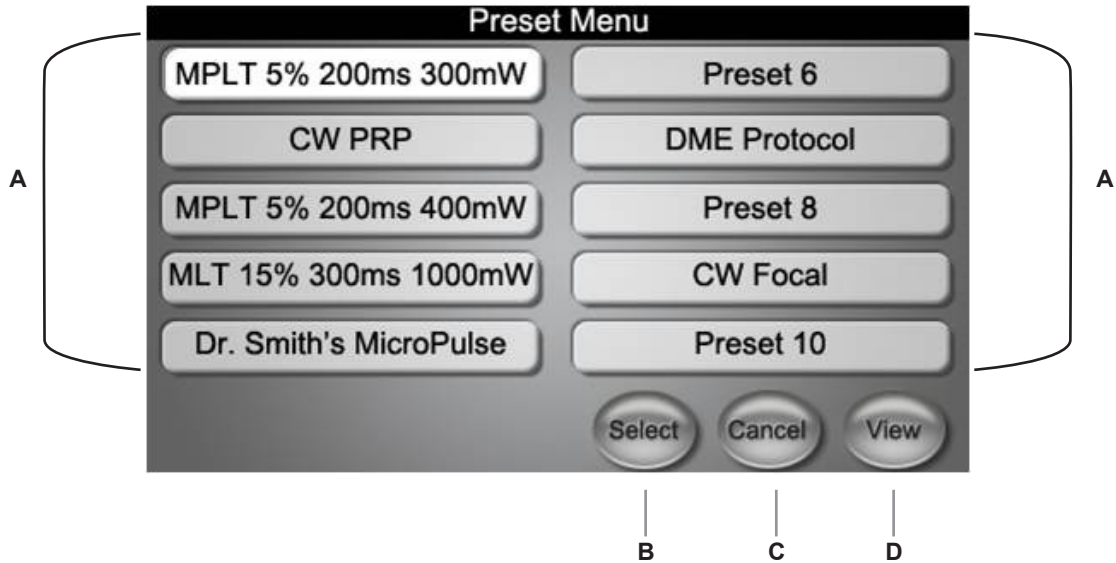 Preset Menu
MPLT 5% 200ms 300mW
CW PRP
MPLT 5% 200ms 400mW
MLT 15% 300ms 1000mW
Dr. Smith's MicroPulse
Preset 6
DME Protocol
Preset 8
CW Focal
Preset 10
A
A
Select Cancel View
B C D